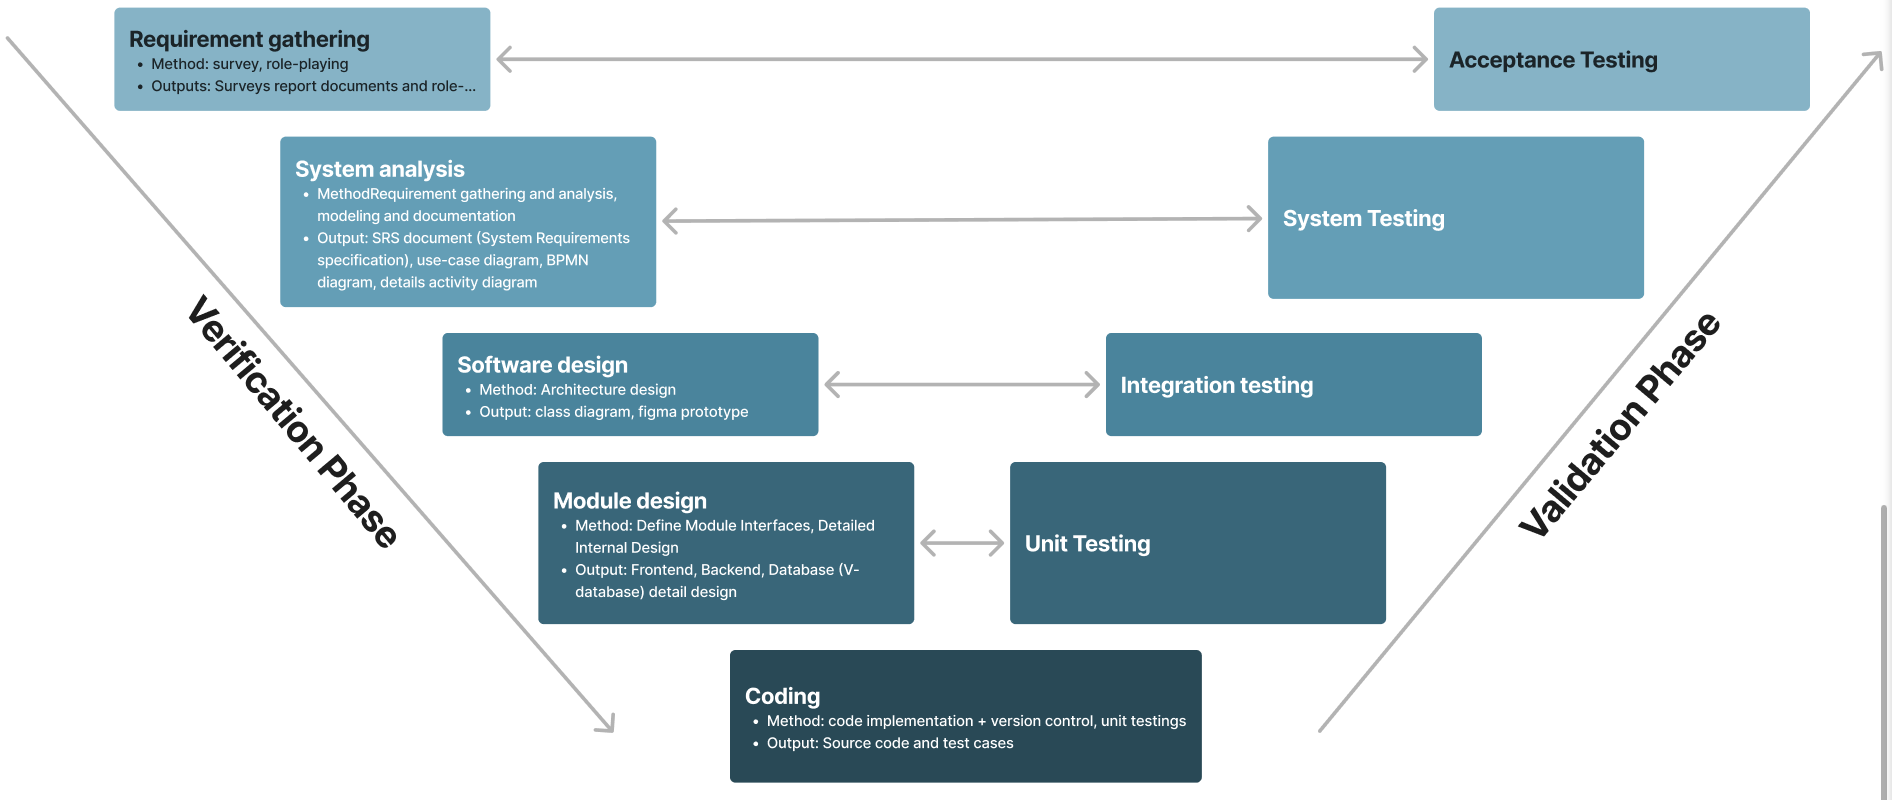 Requirement gathering
• Method: survey, role-playing
• Outputs: Surveys report documents and role-...
Acceptance Testing
System analysis
• MethodRequirement gathering and analysis,
modeling and documentation
• Output: SRS document (System Requirements
specification), use-case diagram, BPMN
diagram, details activity diagram
System Testing
Verification Phase
Validation Phase
Software design
• Method: Architecture design
• Output: class diagram, figma prototype
Integration testing
Module design
• Method: Define Module Interfaces, Detailed
Internal Design
• Output: Frontend, Backend, Database (V-
database) detail design
Unit Testing
Coding
• Method: code implementation + version control, unit testings
• Output: Source code and test cases